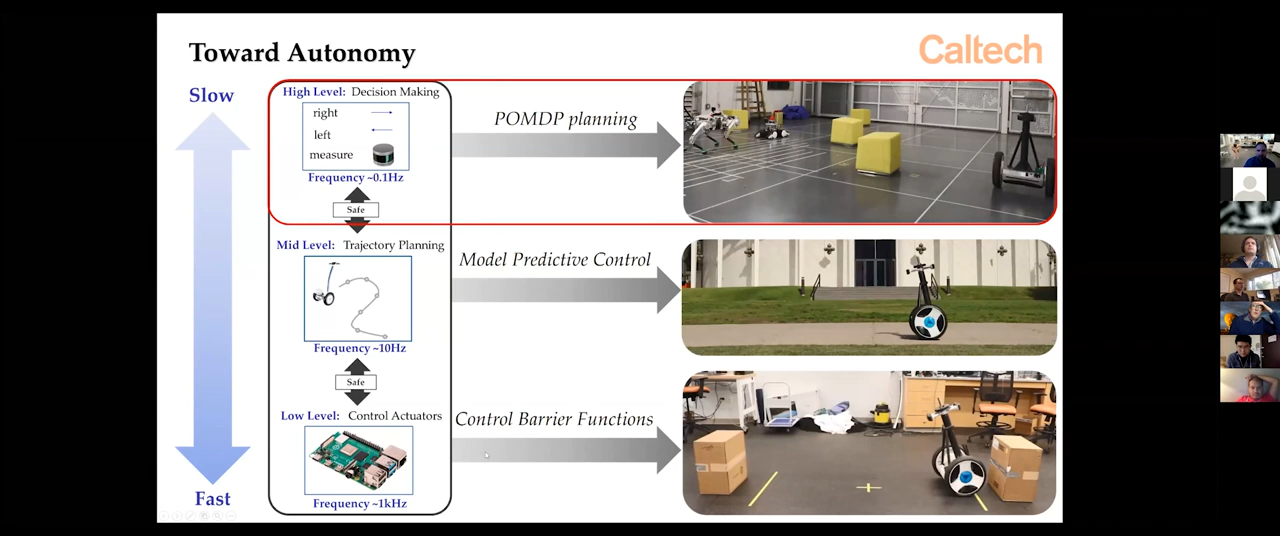 Toward Autonomy
Caltech
Slow
High Level: Decision Making
right
left
measure
Frequency ~0.1Hz
POMDP planning
Safe
Mid Level: Trajectory Planning
Frequency ~10Hz
Model Predictive Control
Safe
Low Level: Control Actuators
Frequency ~1kHz
Control Barrier Functions
Fast